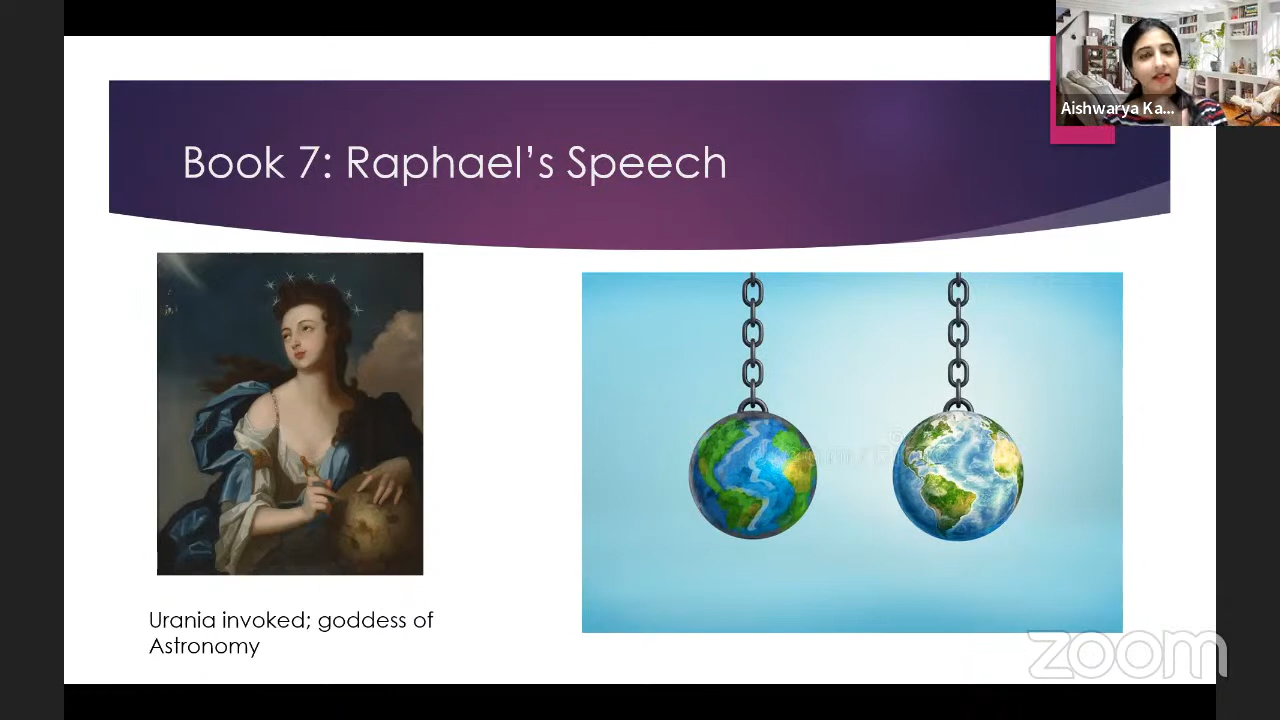 Aishwarya Ka...
Book 7: Raphael's Speech
Urania invoked; goddess of
Astronomy
zoom